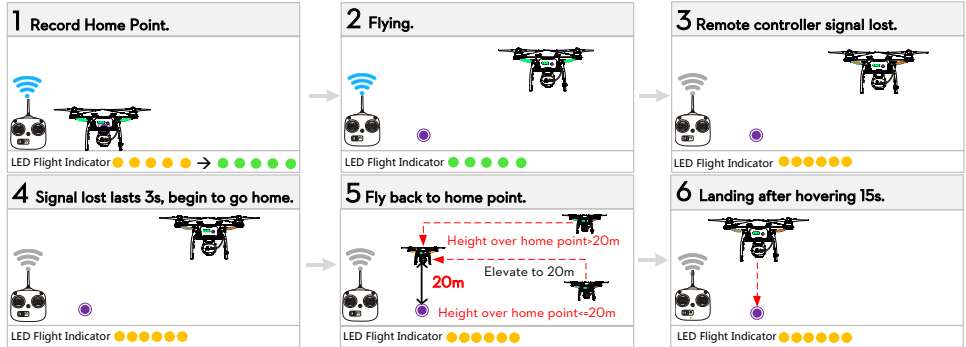 1 Record Home Point.
LED Flight Indicator
2 Flying.
LED Flight Indicator
3 Remote controller signal lost.
LED Flight Indicator
4 Signal lost lasts 3s, begin to go home.
LED Flight Indicator
5 Fly back to home point.
Height over home point>20m
Elevate to 20m
20m
Height over home point<=20m
LED Flight Indicator
6 Landing after hovering 15s.
LED Flight Indicator